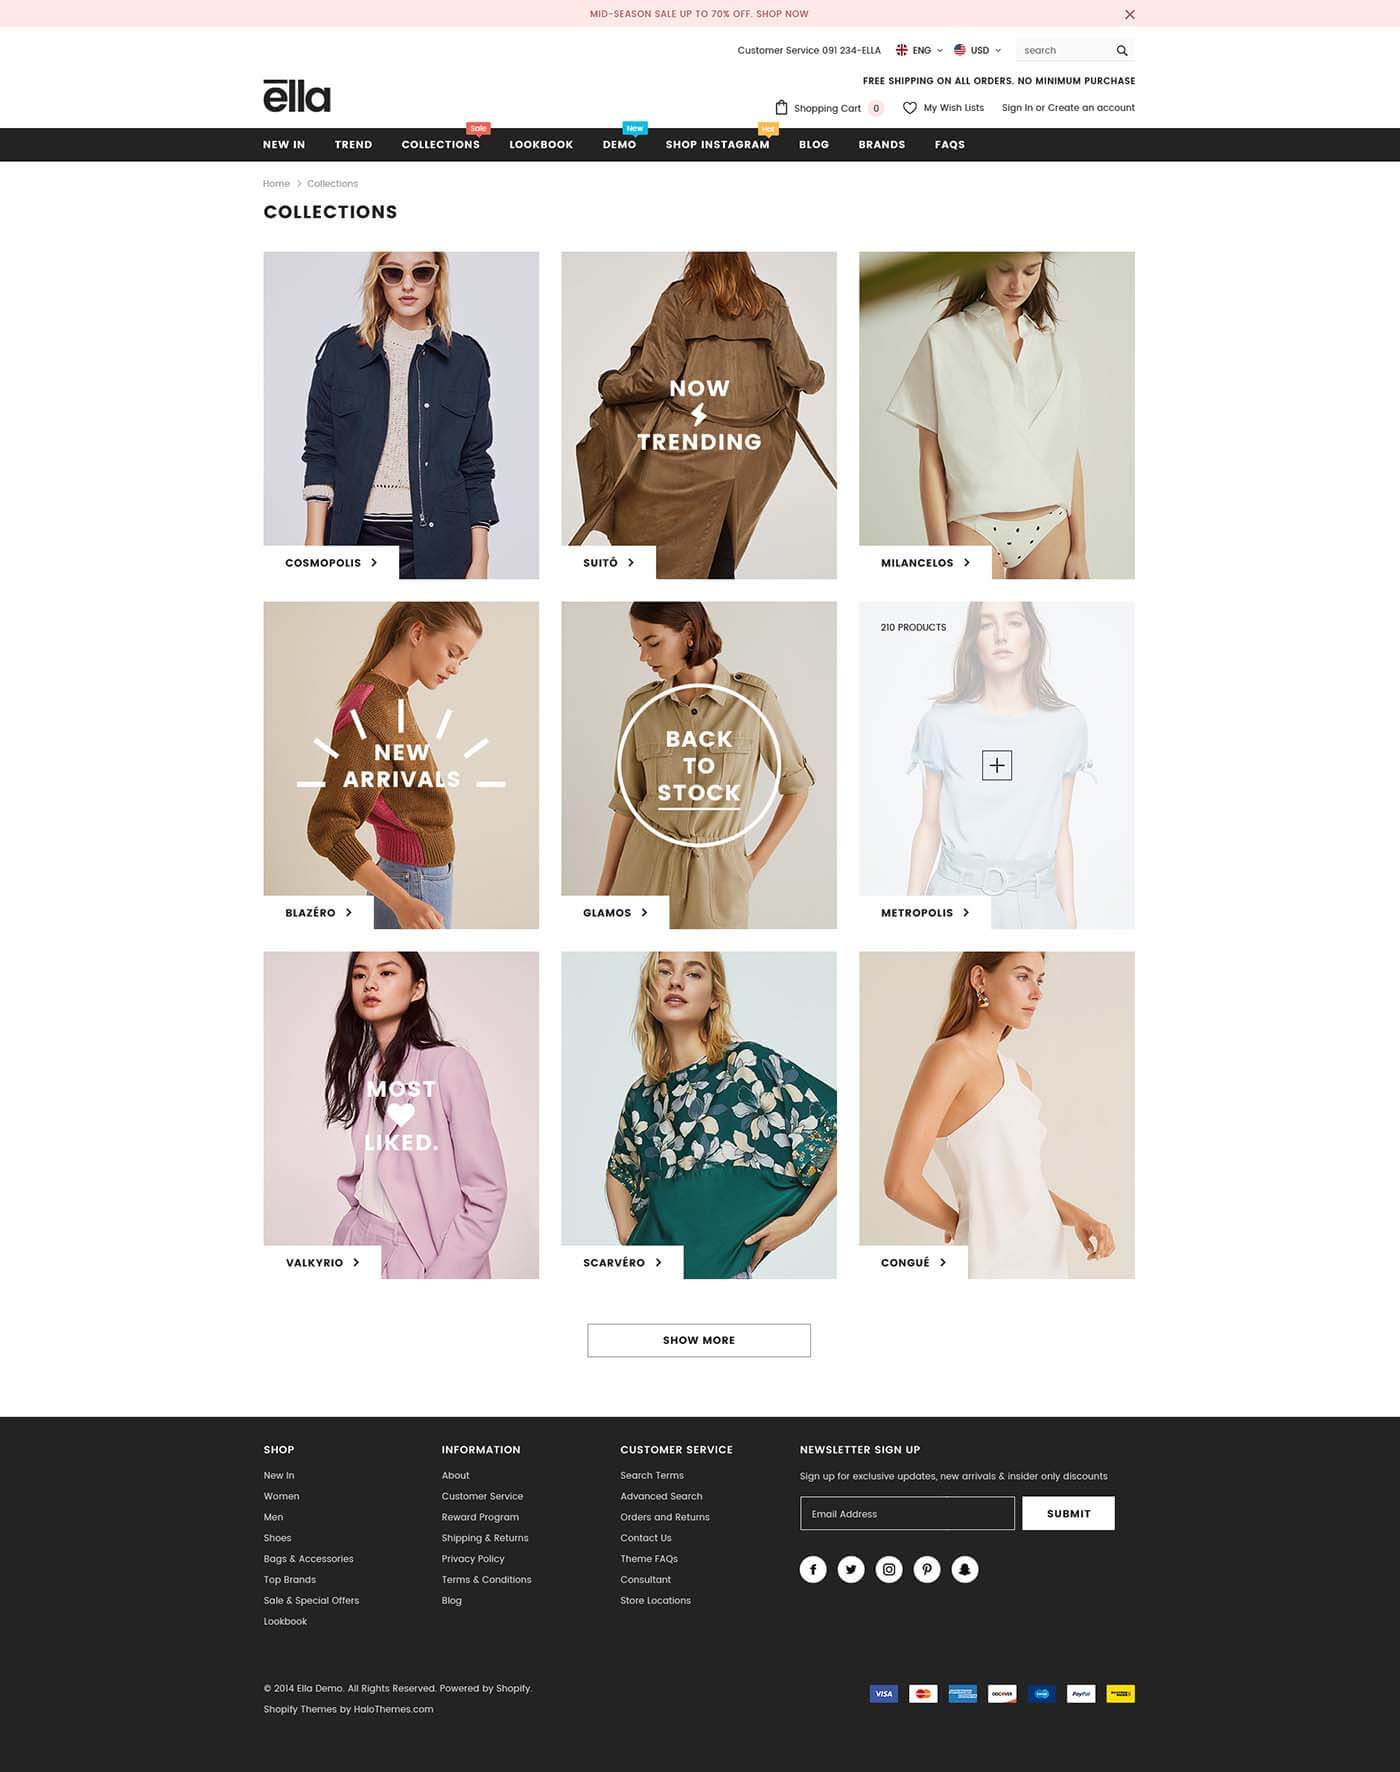 MID-SEASON SALE UP TO 70% OFF. SHOP NOW
Customer Service 091 234-ELLA ENG USD search
FREE SHIPPING ON ALL ORDERS. NO MINIMUM PURCHASE
ella
Shopping Cart 0 My Wish Lists Sign In or Create an account
Sale New Hot
NEW IN TREND COLLECTIONS LOOKBOOK DEMO SHOP INSTAGRAM BLOG BRANDS FAQS
Home > Collections
COLLECTIONS
NOW
TRENDING
COSMOPOLIS
SUITÓ
MILANCELOS
NEW
ARRIVALS
BACK
TO
STOCK
210 PRODUCTS
BLAZÉRO
GLAMOS
METROPOLIS
MOST
LIKED.
VALKYRIO
SCARVÉRO
CONGUÉ
SHOW MORE
SHOP
New In
Women
Men
Shoes
Bags & Accessories
Top Brands
Sale & Special Offers
Lookbook
INFORMATION
About
Customer Service
Reward Program
Shipping & Returns
Privacy Policy
Terms & Conditions
Blog
CUSTOMER SERVICE
Search Terms
Advanced Search
Orders and Returns
Contact Us
Theme FAQs
Consultant
Store Locations
NEWSLETTER SIGN UP
Sign up for exclusive updates, new arrivals & insider only discounts
Email Address SUBMIT
© 2014 Ella Demo. All Rights Reserved. Powered by Shopify.
Shopify Themes by HaloThemes.com
VISA DISCOVER PayPal